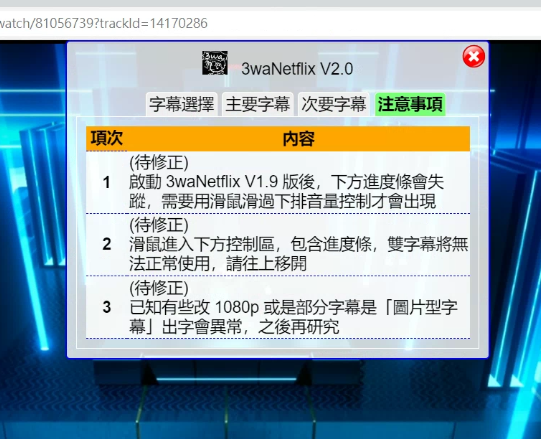 watch/81056739?trackId=14170286
3waNetflix V2.0
字幕選擇 主要字幕 次要字幕 注意事項
項次 內容
(待修正)
1 啟動 3waNetflix V1.9 版後，下方進度條會失
蹤，需要用滑鼠滑過下排音量控制才會出現
(待修正)
2 滑鼠進入下方控制區，包含進度條，雙字幕將無
法正常使用，請往上移開
(待修正)
3 已知有些改 1080p 或是部分字幕是「圖片型字
幕」出字會異常，之後再研究